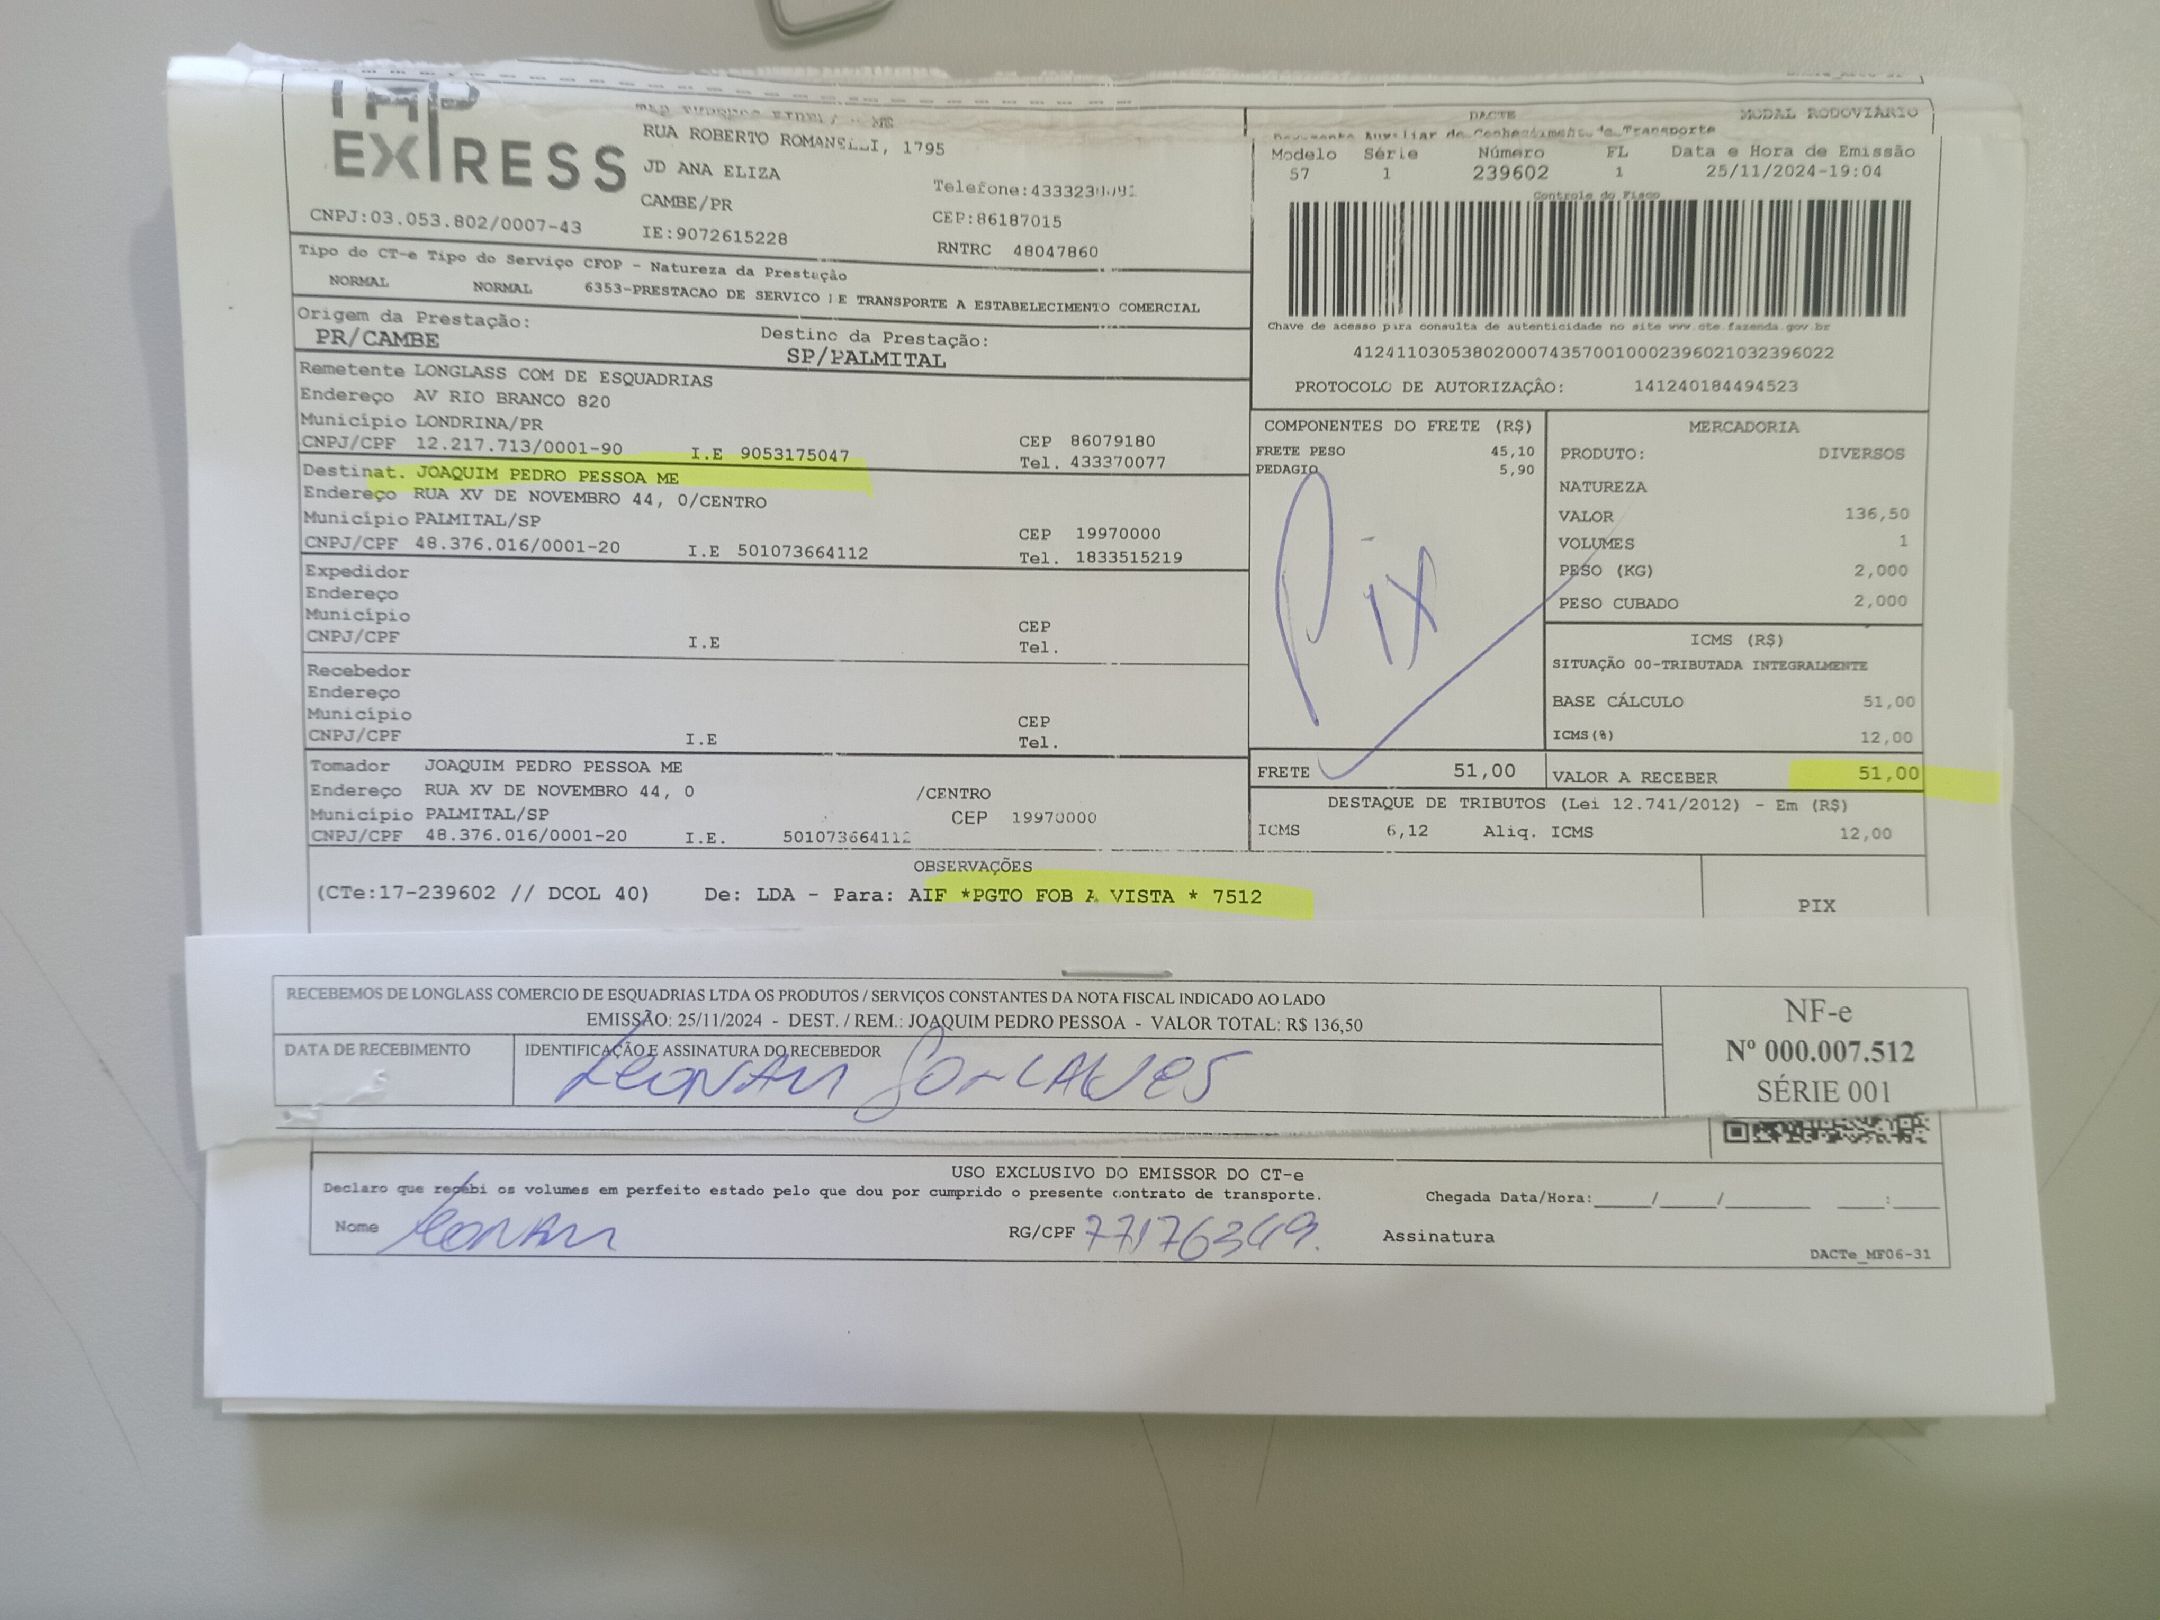 EXPRESS
RUA ROBERTO ROMANELLI, 1795
JD ANA ELIZA
CAMBE/PR
CEP:86187015
CNPJ:03.053.802/0007-43
IE:9072615228
RNTRC 48047860
DACTE
MODAL RODOVIÁRIO
Documento Auxiliar de Conhecimento de Transporte
Modelo Série Número FL Data e Hora de Emissão
57 1 239602 1 25/11/2024-19:04
Controle do Fisco
Chave de acesso para consulta de autenticidade no site www.cte.fazenda.gov.br
41241103053802000743570010002396021032396022
PROTOCOLO DE AUTORIZAÇÃO: 141240184494523
Tipo do CT-e Tipo do Serviço CFOP - Natureza da Prestação
NORMAL NORMAL 6353-PRESTACAO DE SERVICO DE TRANSPORTE A ESTABELECIMENTO COMERCIAL
Origem da Prestação: Destino da Prestação:
PR/CAMBE SP/PALMITAL
Remetente LONGLASS COM DE ESQUADRIAS
Endereço AV RIO BRANCO 820
Município LONDRINA/PR CEP 86079180
CNPJ/CPF 12.217.713/0001-90 I.E 9053175047 Tel. 433370077
Destinat. JOAQUIM PEDRO PESSOA ME
Endereço RUA XV DE NOVEMBRO 44, 0/CENTRO
Município PALMITAL/SP CEP 19970000
CNPJ/CPF 48.376.016/0001-20 I.E 501073664112 Tel. 1833515219
Expedidor
Endereço
Município CEP
CNPJ/CPF I.E Tel.
Recebedor
Endereço
Município CEP
CNPJ/CPF I.E Tel.
Tomador JOAQUIM PEDRO PESSOA ME
Endereço RUA XV DE NOVEMBRO 44, 0 /CENTRO
Município PALMITAL/SP CEP 19970000
CNPJ/CPF 48.376.016/0001-20 I.E. 501073664112
COMPONENTES DO FRETE (R$)
FRETE PESO 45,10
PEDAGIO 5,90
Pix
MERCADORIA
PRODUTO: DIVERSOS
NATUREZA
VALOR 136,50
VOLUMES 1
PESO (KG) 2,000
PESO CUBADO 2,000
ICMS (R$)
SITUAÇÃO 00-TRIBUTADA INTEGRALMENTE
BASE CÁLCULO 51,00
ICMS(%) 12,00
FRETE 51,00 VALOR A RECEBER 51,00
DESTAQUE DE TRIBUTOS (Lei 12.741/2012) - Em (R$)
ICMS 6,12 Aliq. ICMS 12,00
OBSERVAÇÕES
(CTe:17-239602 // DCOL 40) De: LDA - Para: AIF *PGTO FOB A VISTA * 7512
PIX
RECEBEMOS DE LONGLASS COMERCIO DE ESQUADRIAS LTDA OS PRODUTOS / SERVIÇOS CONSTANTES DA NOTA FISCAL INDICADO AO LADO
EMISSÃO: 25/11/2024 - DEST. / REM.: JOAQUIM PEDRO PESSOA - VALOR TOTAL: R$ 136,50
DATA DE RECEBIMENTO IDENTIFICAÇÃO E ASSINATURA DO RECEBEDOR
Leonam Goncalves
NF-e
Nº 000.007.512
SÉRIE 001
USO EXCLUSIVO DO EMISSOR DO CT-e
Declaro que recebi os volumes em perfeito estado pelo que dou por cumprido o presente contrato de transporte.
Chegada Data/Hora:____/____/______ ____:____
Nome Leonam RG/CPF 77176349. Assinatura
DACTe_MF06-31